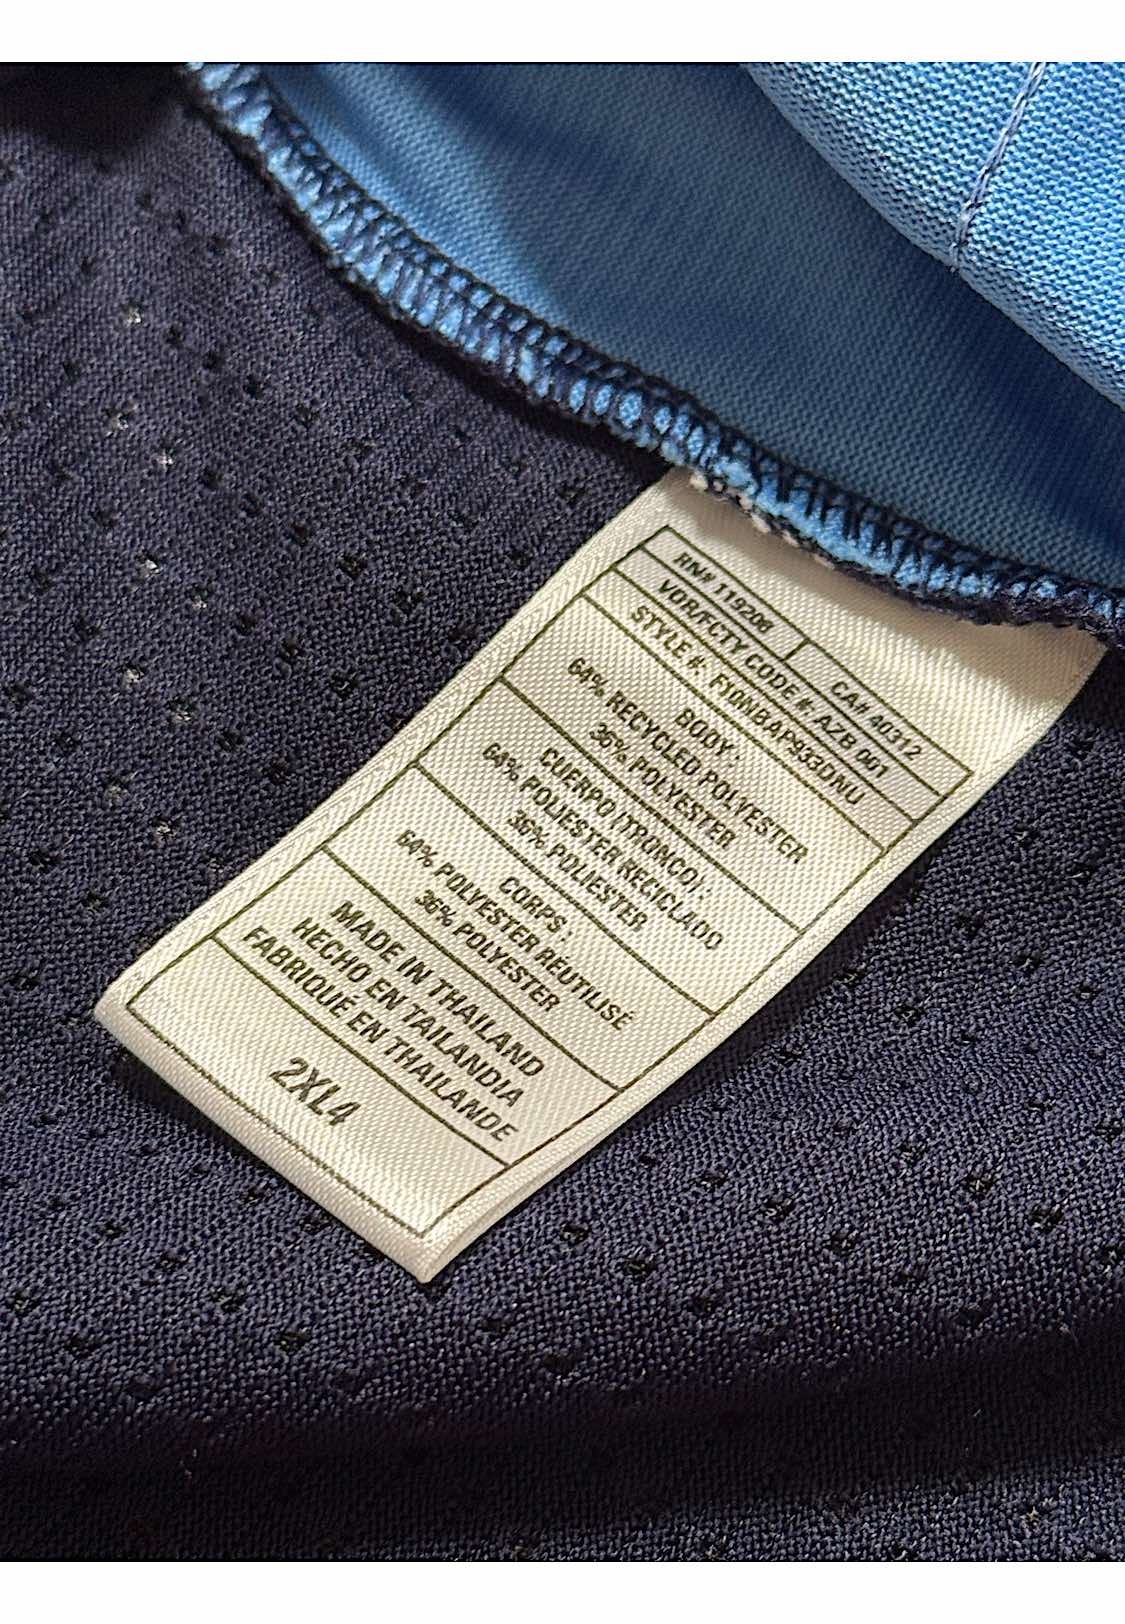 RN# 119206 CA# 40312
VDR/FCTY CODE #: AZB 001
STYLE #: F10NBAP933DNU
BODY:
64% RECYCLED POLYESTER
36% POLYESTER
CUERPO (TRUNCO):
64% POLIESTER RECICLADO
36% POLIESTER
CORPS:
64% POLYESTER RÉUTILISÉ
36% POLYESTER
MADE IN THAILAND
HECHO EN TAILANDIA
FABRIQUÉ EN THAILANDE
2XL4